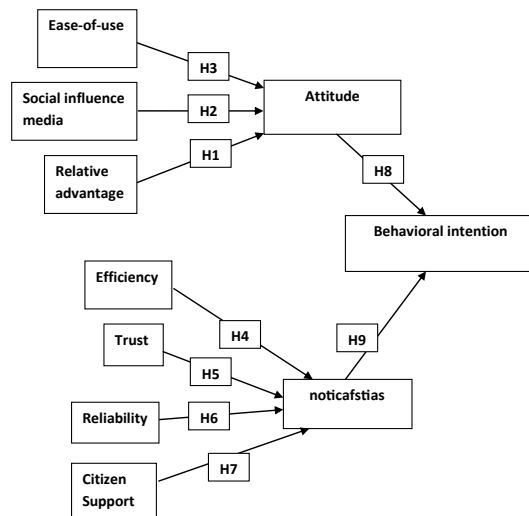 Ease-of-use
H3
Social influence
media
H2
Attitude
H1
Relative
advantage
H8
Behavioral intention
Efficiency
H4
H9
Trust
H5
noticafstias
Reliability
H6
H7
Citizen
Support